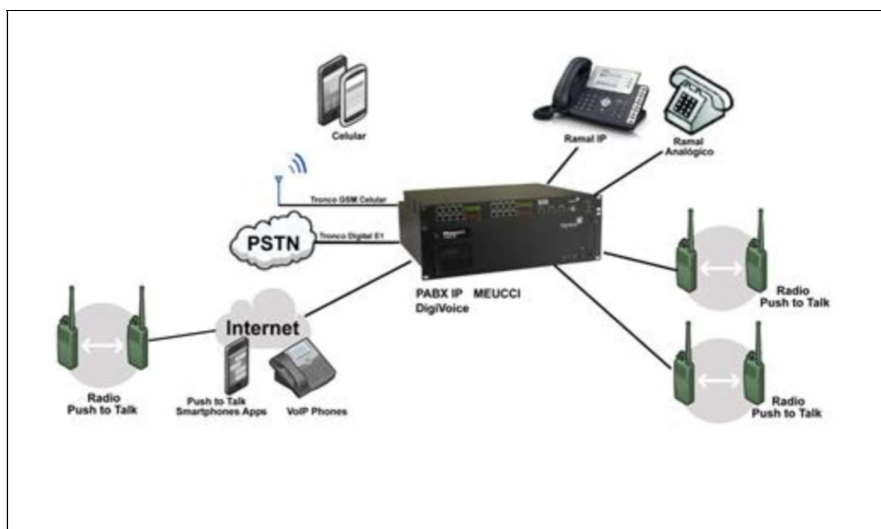 Celular
Ramal IP
Ramal
Analógico
Tronco GSM Celular
PSTN
Tronco Digital E1
PABX IP MEUCCI
DigiVoice
Radio
Push to Talk
Internet
Radio
Push to Talk
Push to Talk
Smartphones Apps
VoIP Phones
Radio
Push to Talk